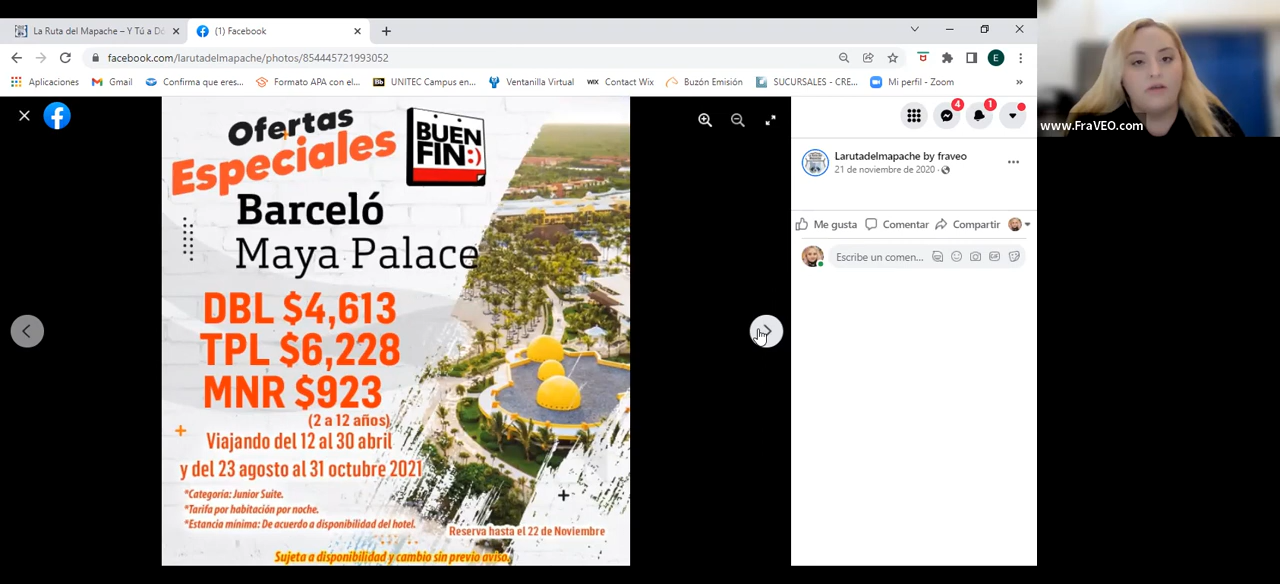 La Ruta del Mapache – Y Tú a Dó
(1) Facebook
facebook.com/larutadelmapache/photos/854445721993052
E
Aplicaciones
Gmail
Confirma que eres...
Formato APA con el...
UNITEC Campus en...
Ventanilla Virtual
WIX Contact Wix
Buzón Emisión
SUCURSALES - CRE...
Mi perfil - Zoom
»
Ofertas
Especiales
BUEN
FIN:)
Barceló
Maya Palace
DBL $4,613
TPL $6,228
MNR $923
(2 a 12 años)
Viajando del 12 al 30 abril
y del 23 agosto al 31 octubre 2021
*Categoría: Junior Suite.
*Tarifa por habitación por noche.
*Estancia mínima: De acuerdo a disponibilidad del hotel.
Reserva hasta el 22 de Noviembre
Sujeta a disponibilidad y cambio sin previo aviso.
4
1
Larutadelmapache by fraveo
21 de noviembre de 2020 ·
Me gusta
Comentar
Compartir
Escribe un comen...
www.FraVEO.com